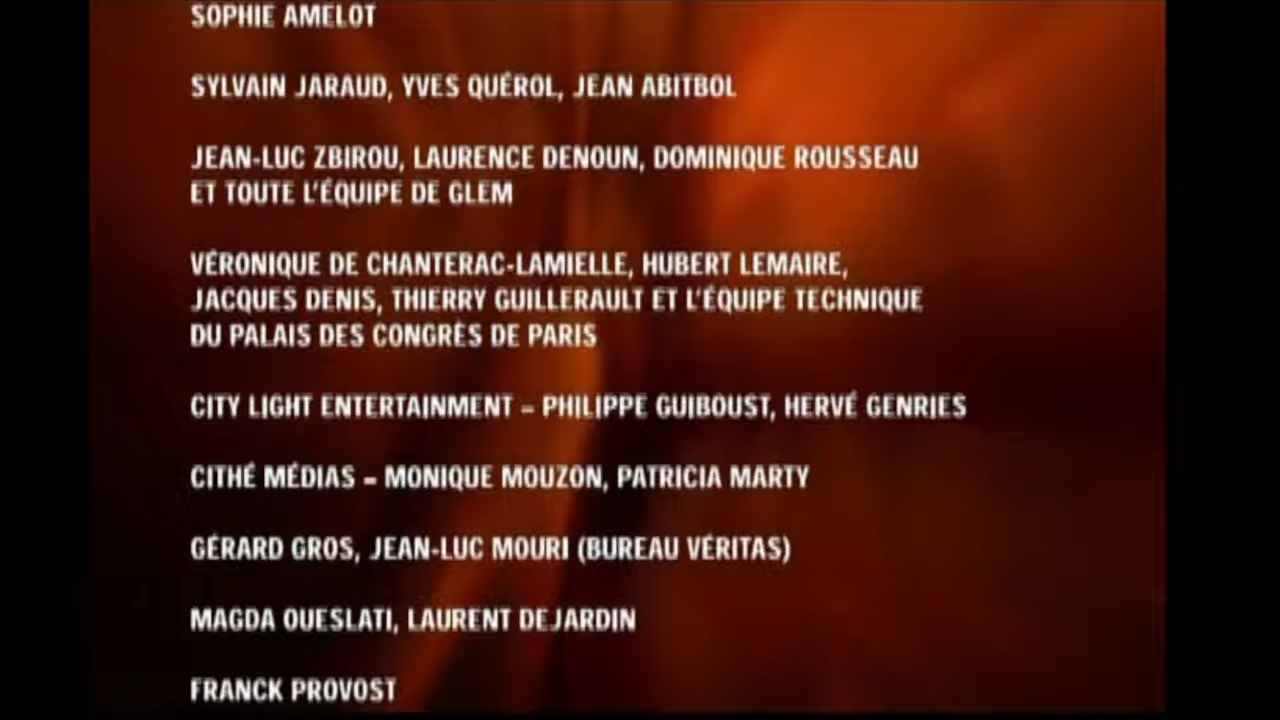 SOPHIE AMELOT
SYLVAIN JARAUD, YVES QUÉROL, JEAN ABITBOL
JEAN-LUC ZBIROU, LAURENCE DENOUN, DOMINIQUE ROUSSEAU
ET TOUTE L'ÉQUIPE DE GLEM
VÉRONIQUE DE CHANTERAC-LAMIELLE, HUBERT LEMAIRE,
JACQUES DENIS, THIERRY GUILLERAULT ET L'ÉQUIPE TECHNIQUE
DU PALAIS DES CONGRÈS DE PARIS
CITY LIGHT ENTERTAINMENT – PHILIPPE GUIBOUST, HERVÉ GENRIES
CITHÉ MÉDIAS – MONIQUE MOUZON, PATRICIA MARTY
GÉRARD GROS, JEAN-LUC MOURI (BUREAU VÉRITAS)
MAGDA OUESLATI, LAURENT DEJARDIN
FRANCK PROVOST